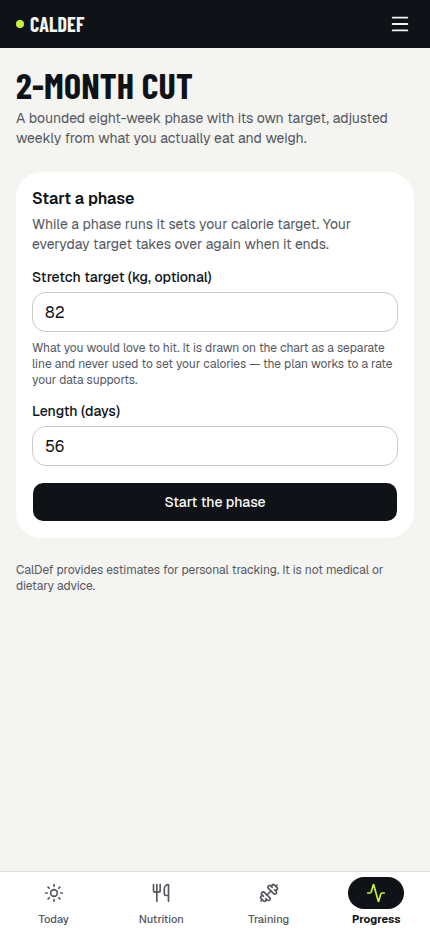 CALDEF
2-MONTH CUT
A bounded eight-week phase with its own target, adjusted
weekly from what you actually eat and weigh.
Start a phase
While a phase runs it sets your calorie target. Your
everyday target takes over again when it ends.
Stretch target (kg, optional)
82
What you would love to hit. It is drawn on the chart as a separate
line and never used to set your calories — the plan works to a rate
your data supports.
Length (days)
56
Start the phase
CalDef provides estimates for personal tracking. It is not medical or
dietary advice.
Today
Nutrition
Training
Progress